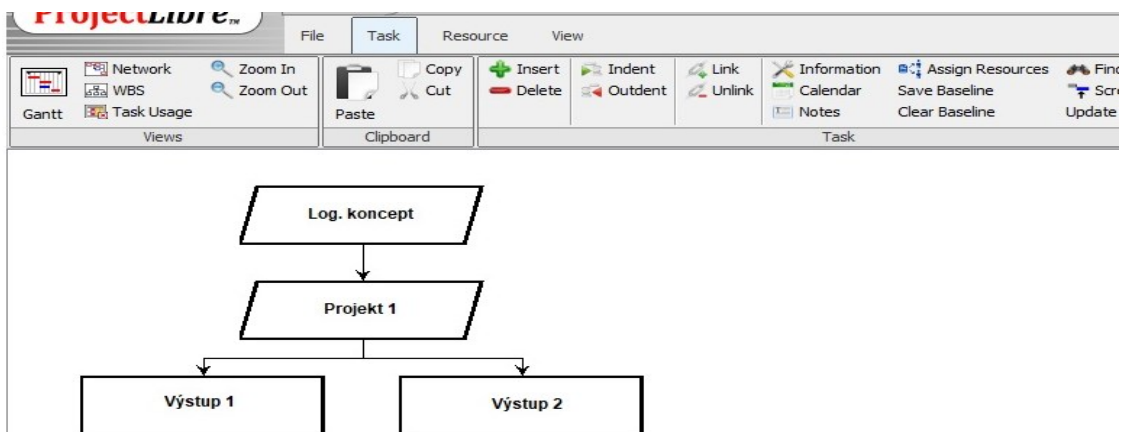 ProjectLibre™
File Task Resource View
Network Zoom In Copy Insert Indent Link Information Assign Resources
WBS Zoom Out Cut Delete Outdent Unlink Calendar Save Baseline
Gantt Task Usage Paste Notes Clear Baseline Update
Views Clipboard Task
Log. koncept
Projekt 1
Výstup 1 Výstup 2